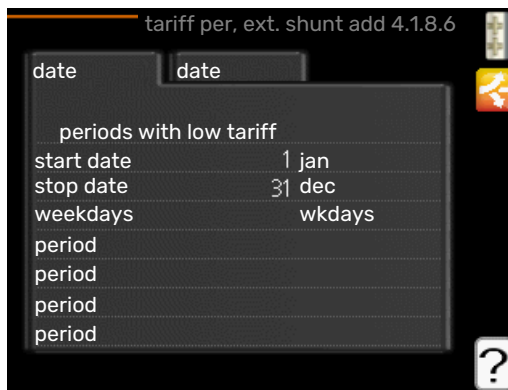 tariff per, ext. shunt add 4.1.8.6
date date
periods with low tariff
start date 1 jan
stop date 31 dec
weekdays wkdays
period
period
period
period
?